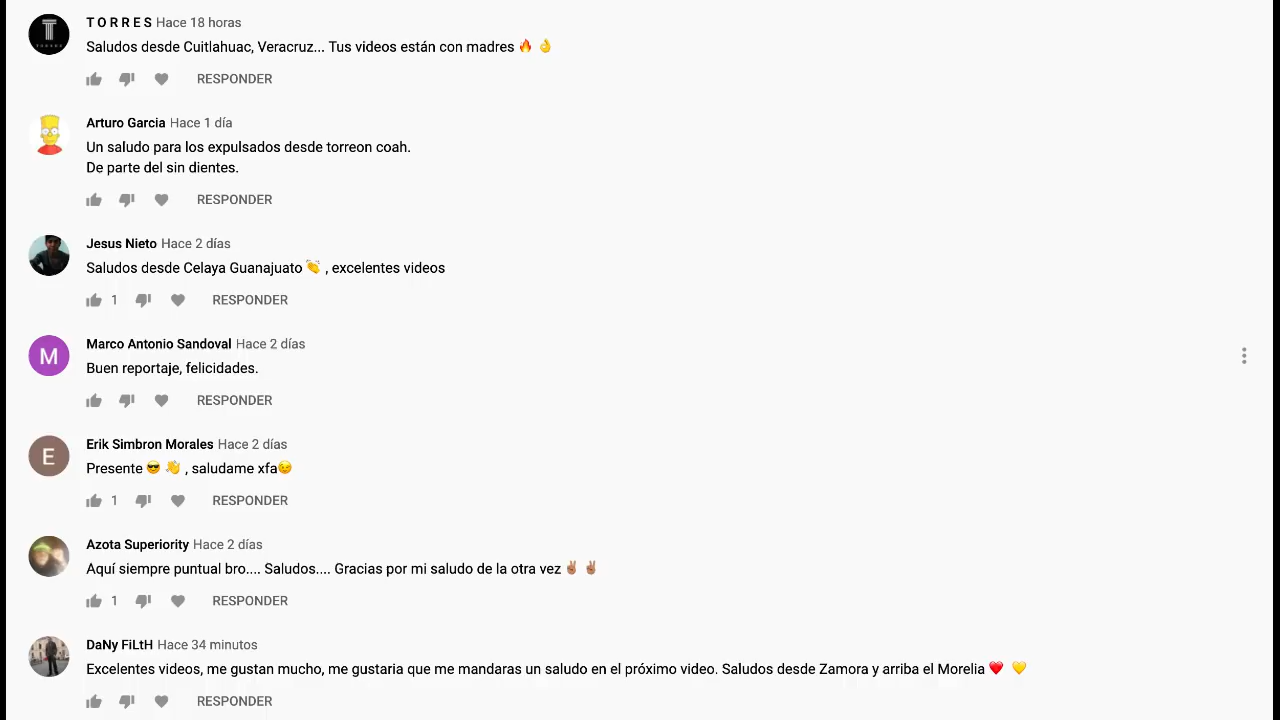 T O R R E S Hace 18 horas
Saludos desde Cuitlahuac, Veracruz... Tus videos están con madres 🔥 👌
RESPONDER
Arturo Garcia Hace 1 día
Un saludo para los expulsados desde torreon coah.
De parte del sin dientes.
RESPONDER
Jesus Nieto Hace 2 días
Saludos desde Celaya Guanajuato 👏 , excelentes videos
1 RESPONDER
Marco Antonio Sandoval Hace 2 días
Buen reportaje, felicidades.
RESPONDER
Erik Simbron Morales Hace 2 días
Presente 😎 👋 , saludame xfa😉
1 RESPONDER
Azota Superiority Hace 2 días
Aquí siempre puntual bro.... Saludos.... Gracias por mi saludo de la otra vez ✌🏽 ✌🏽
1 RESPONDER
DaNy FiLtH Hace 34 minutos
Excelentes videos, me gustan mucho, me gustaria que me mandaras un saludo en el próximo video. Saludos desde Zamora y arriba el Morelia ❤️ 💛
RESPONDER